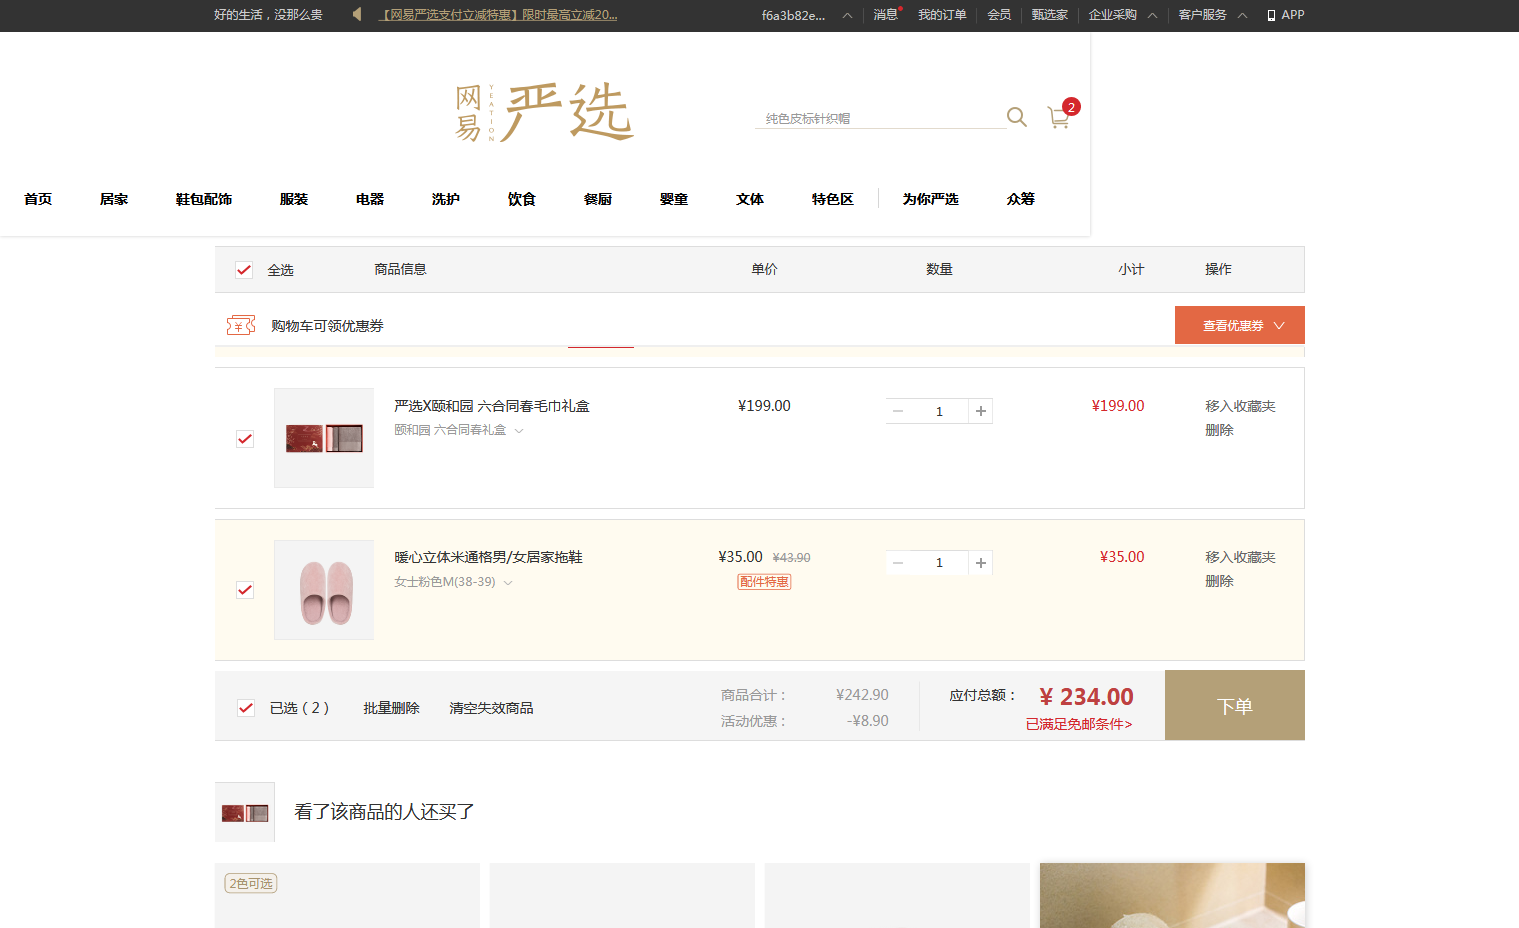 好的生活，没那么贵
【网易严选支付立减特惠】限时最高立减20...
f6a3b82e...
消息
我的订单
会员
甄选家
企业采购
客户服务
APP
网易
YEATION
严选
纯色皮标针织帽
2
首页
居家
鞋包配饰
服装
电器
洗护
饮食
餐厨
婴童
文体
特色区
为你严选
众筹
全选
商品信息
单价
数量
小计
操作
购物车可领优惠券
查看优惠券
严选X颐和园 六合同春毛巾礼盒
颐和园 六合同春礼盒
¥199.00
1
¥199.00
移入收藏夹
删除
暖心立体米通格男/女居家拖鞋
女士粉色M(38-39)
¥35.00 ¥43.90
配件特惠
1
¥35.00
移入收藏夹
删除
已选（2）
批量删除
清空失效商品
商品合计： ¥242.90
活动优惠： -¥8.90
应付总额： ¥ 234.00
已满足免邮条件>
下单
看了该商品的人还买了
2色可选